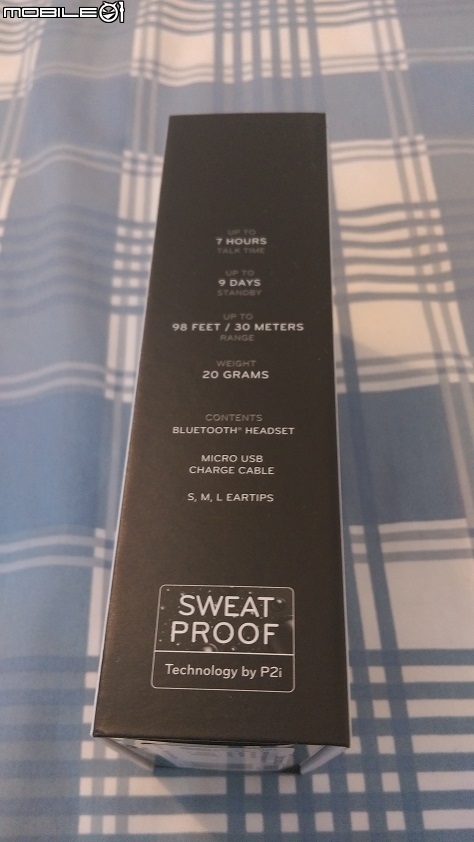 MOBILE01
UP TO
7 HOURS
TALK TIME
UP TO
9 DAYS
STANDBY
UP TO
98 FEET / 30 METERS
RANGE
WEIGHT
20 GRAMS
CONTENTS
BLUETOOTH® HEADSET
MICRO USB
CHARGE CABLE
S, M, L EARTIPS
SWEAT
PROOF
Technology by P2i